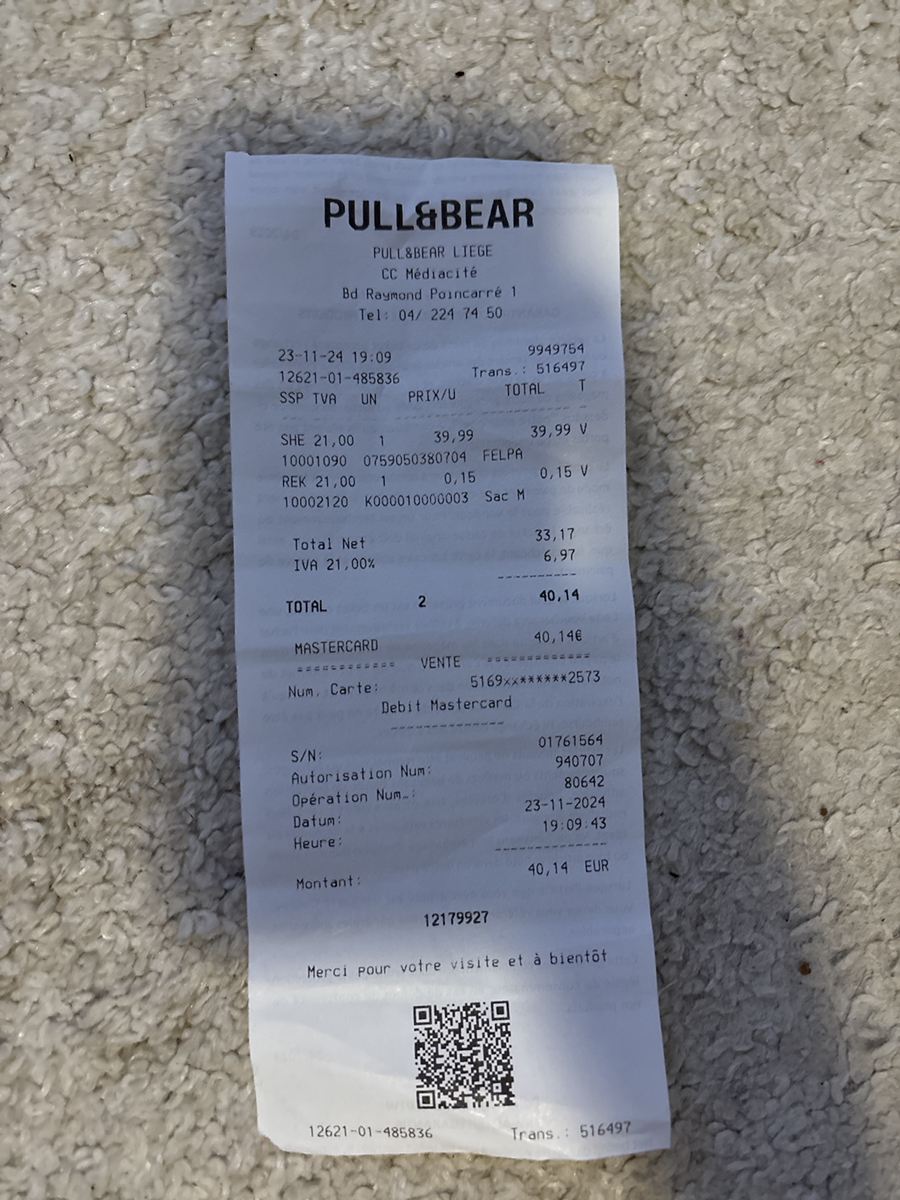 PULL&BEAR
PULL&BEAR LIEGE
CC Médiacité
Bd Raymond Poincarré 1
Tel: 04/ 224 74 50
23-11-24 19:09 9949754
12621-01-485836 Trans.: 516497
SSP TVA UN PRIX/U TOTAL T
SHE 21,00 1 39,99 39,99 V
10001090 0759050380704 FELPA
REK 21,00 1 0,15 0,15 V
10002120 K000010000003 Sac M
Total Net 33,17
IVA 21,00% 6,97
TOTAL 2 40,14
MASTERCARD 40,14€
============ VENTE ============
Num. Carte: 5169xx******2573
Debit Mastercard
S/N: 01761564
Autorisation Num: 940707
Opération Num.: 80642
Datum: 23-11-2024
Heure: 19:09:43
Montant: 40,14 EUR
12179927
Merci pour votre visite et à bientôt
12621-01-485836 Trans.: 516497